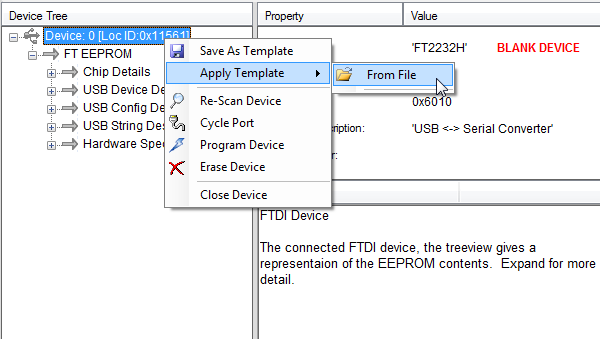 Device Tree
Property
Value
Device: 0 [Loc ID:0x11561]
FT EEPROM
Chip Details
USB Device De
USB Config De
USB String Des
Hardware Spec
Save As Template
Apply Template
Re-Scan Device
Cycle Port
Program Device
Erase Device
Close Device
From File
'FT2232H' BLANK DEVICE
0x6010
cription: 'USB <-> Serial Converter'
r:
FTDI Device
The connected FTDI device, the treeview gives a
representaion of the EEPROM contents. Expand for more
detail.